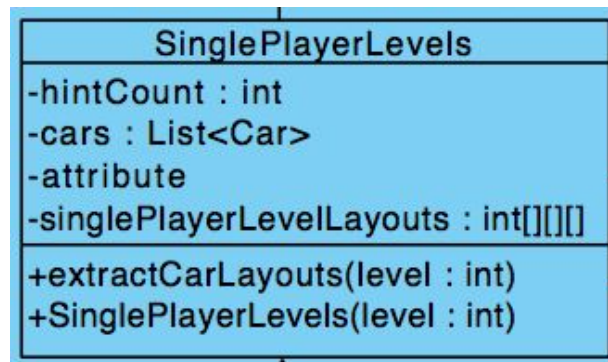 SinglePlayerLevels
-hintCount : int
-cars : List<Car>
-attribute
-singlePlayerLevelLayouts : int[][][]
+extractCarLayouts(level : int)
+SinglePlayerLevels(level : int)